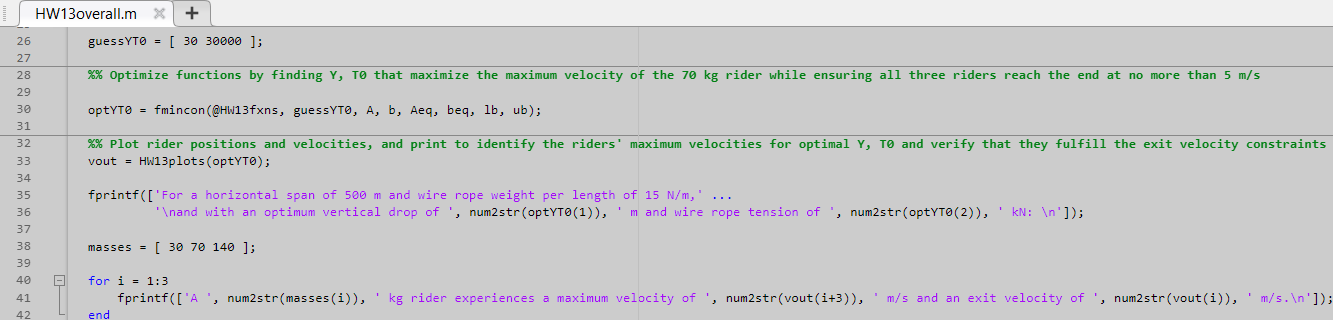 HW13overall.m
26 guessYT0 = [ 30 30000 ];
27
28 %% Optimize functions by finding Y, T0 that maximize the maximum velocity of the 70 kg rider while ensuring all three riders reach the end at no more than 5 m/s
29
30 optYT0 = fmincon(@HW13fxns, guessYT0, A, b, Aeq, beq, lb, ub);
31
32 %% Plot rider positions and velocities, and print to identify the riders' maximum velocities for optimal Y, T0 and verify that they fulfill the exit velocity constraints
33 vout = HW13plots(optYT0);
34
35 fprintf(['For a horizontal span of 500 m and wire rope weight per length of 15 N/m,' ...
36 '\nand with an optimum vertical drop of ', num2str(optYT0(1)), ' m and wire rope tension of ', num2str(optYT0(2)), ' kN: \n']);
37
38 masses = [ 30 70 140 ];
39
40 for i = 1:3
41 fprintf(['A ', num2str(masses(i)), ' kg rider experiences a maximum velocity of ', num2str(vout(i+3)), ' m/s and an exit velocity of ', num2str(vout(i)), ' m/s.\n']);
42 end